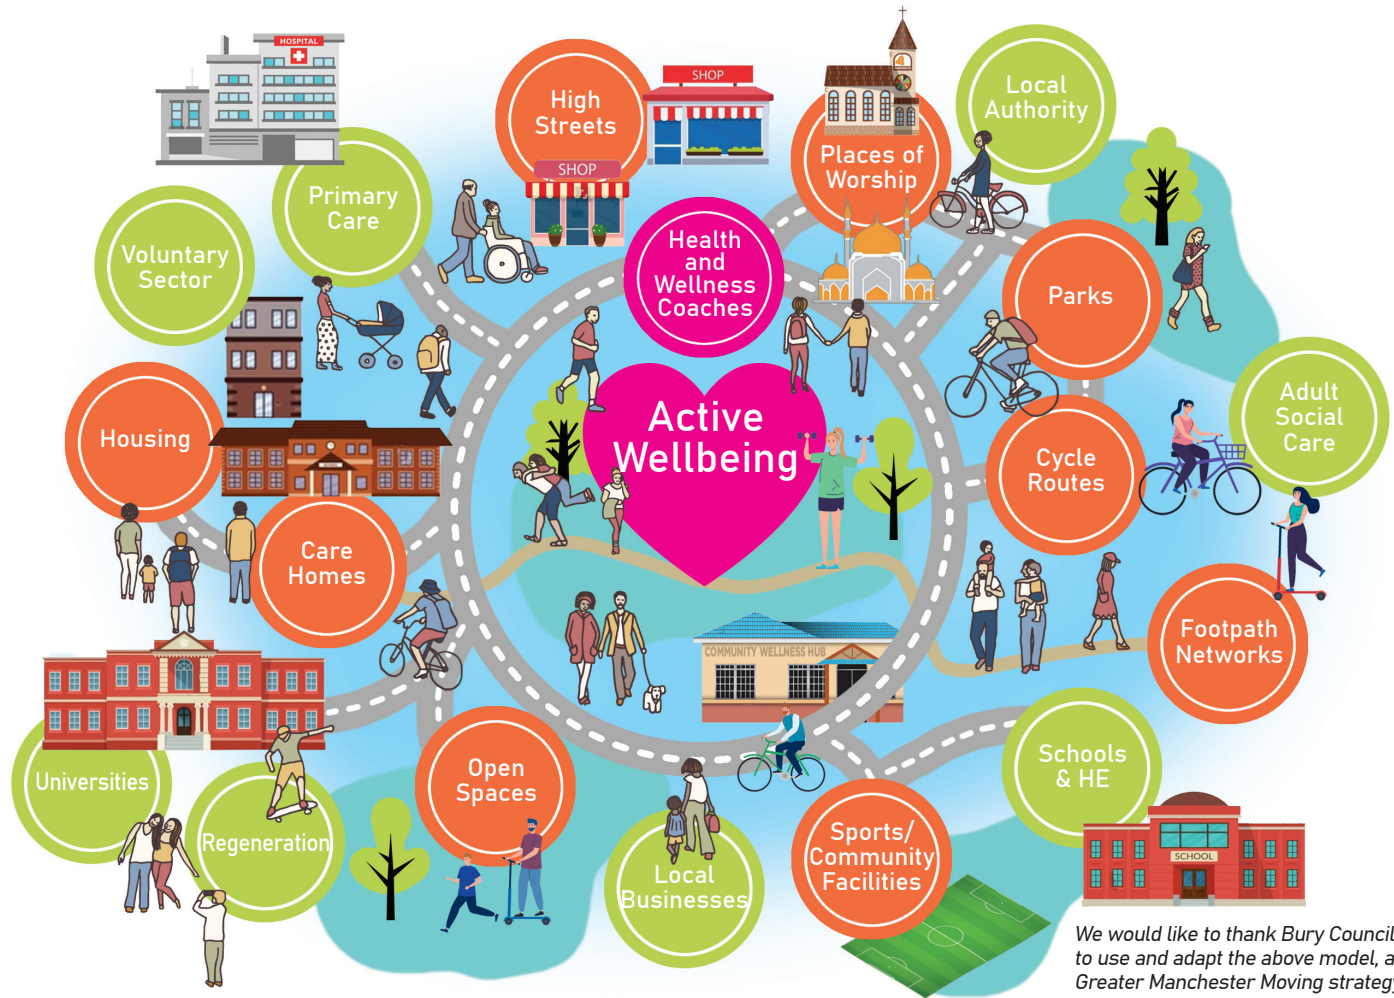 HOSPITAL
High
Streets
SHOP
SHOP
Places of
Worship
Local
Authority
Primary
Care
Voluntary
Sector
Health
and
Wellness
Coaches
Parks
Adult
Social
Care
Housing
Active
Wellbeing
Cycle
Routes
Care
Homes
Footpath
Networks
COMMUNITY WELLNESS HUB
Universities
Regeneration
Open
Spaces
Local
Businesses
Sports/
Community
Facilities
Schools
& HE
SCHOOL
We would like to thank Bury Council
to use and adapt the above model, a
Greater Manchester Moving strategy